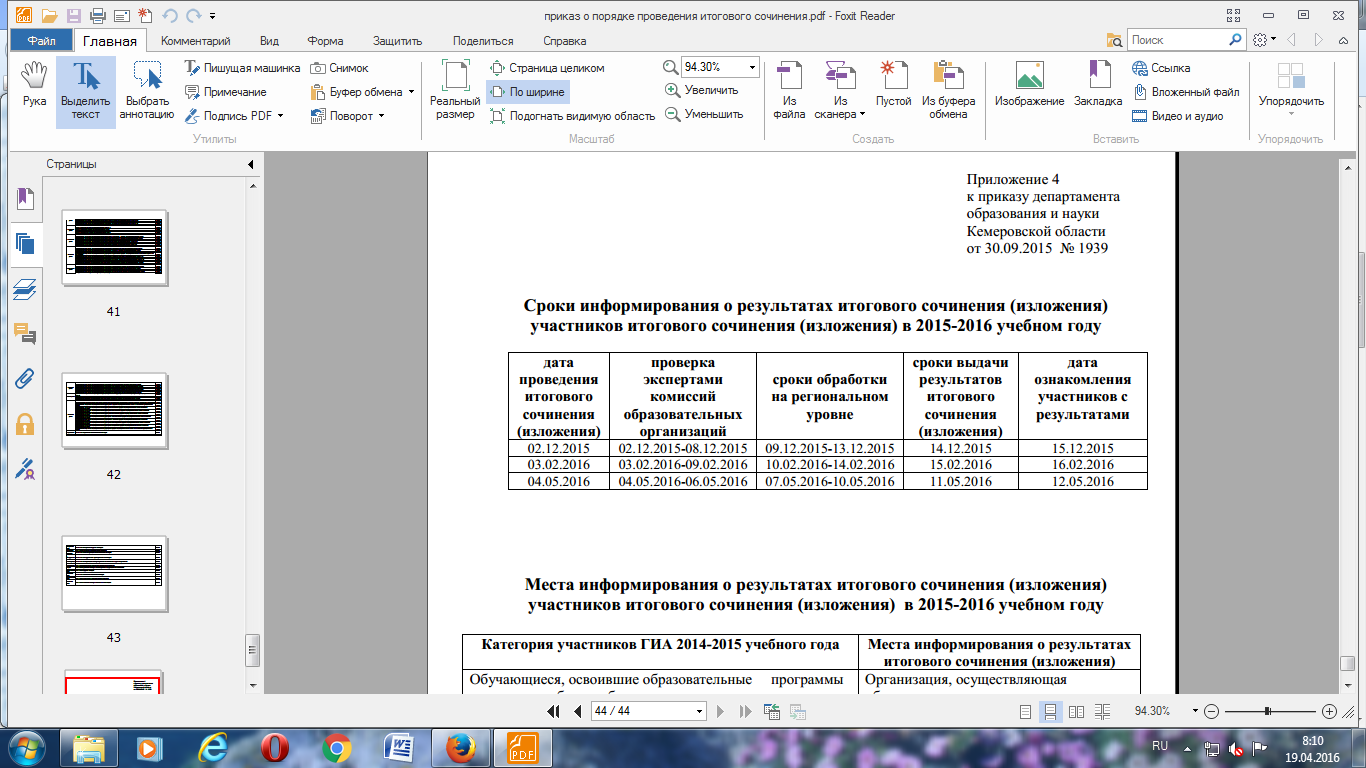 приказ о порядке проведения итогового сочинения.pdf - Foxit Reader
Файл Главная Комментарий Вид Форма Защитить Поделиться Справка Поиск
Рука
Выделить текст
Выбрать аннотацию
Пишущая машинка
Примечание
Подпись PDF
Снимок
Буфер обмена
Поворот
Утилиты
Реальный размер
Страница целиком
По ширине
Подогнать видимую область
94.30%
Увеличить
Уменьшить
Масштаб
Из файла
Из сканера
Пустой
Из буфера обмена
Создать
Изображение
Закладка
Ссылка
Вложенный файл
Видео и аудио
Вставить
Упорядочить
Упорядочить
Страницы
41
42
43
Приложение 4
к приказу департамента
образования и науки
Кемеровской области
от 30.09.2015 № 1939
Сроки информирования о результатах итогового сочинения (изложения)
участников итогового сочинения (изложения) в 2015-2016 учебном году
дата проведения итогового сочинения (изложения)
проверка экспертами комиссий образовательных организаций
сроки обработки на региональном уровне
сроки выдачи результатов итогового сочинения (изложения)
дата ознакомления участников с результатами
02.12.2015 02.12.2015-08.12.2015 09.12.2015-13.12.2015 14.12.2015 15.12.2015
03.02.2016 03.02.2016-09.02.2016 10.02.2016-14.02.2016 15.02.2016 16.02.2016
04.05.2016 04.05.2016-06.05.2016 07.05.2016-10.05.2016 11.05.2016 12.05.2016
Места информирования о результатах итогового сочинения (изложения)
участников итогового сочинения (изложения) в 2015-2016 учебном году
Категория участников ГИА 2014-2015 учебного года
Места информирования о результатах
итогового сочинения (изложения)
Обучающиеся, освоившие образовательные программы
Организация, осуществляющая
44 / 44
94.30%
RU
8:10
19.04.2016